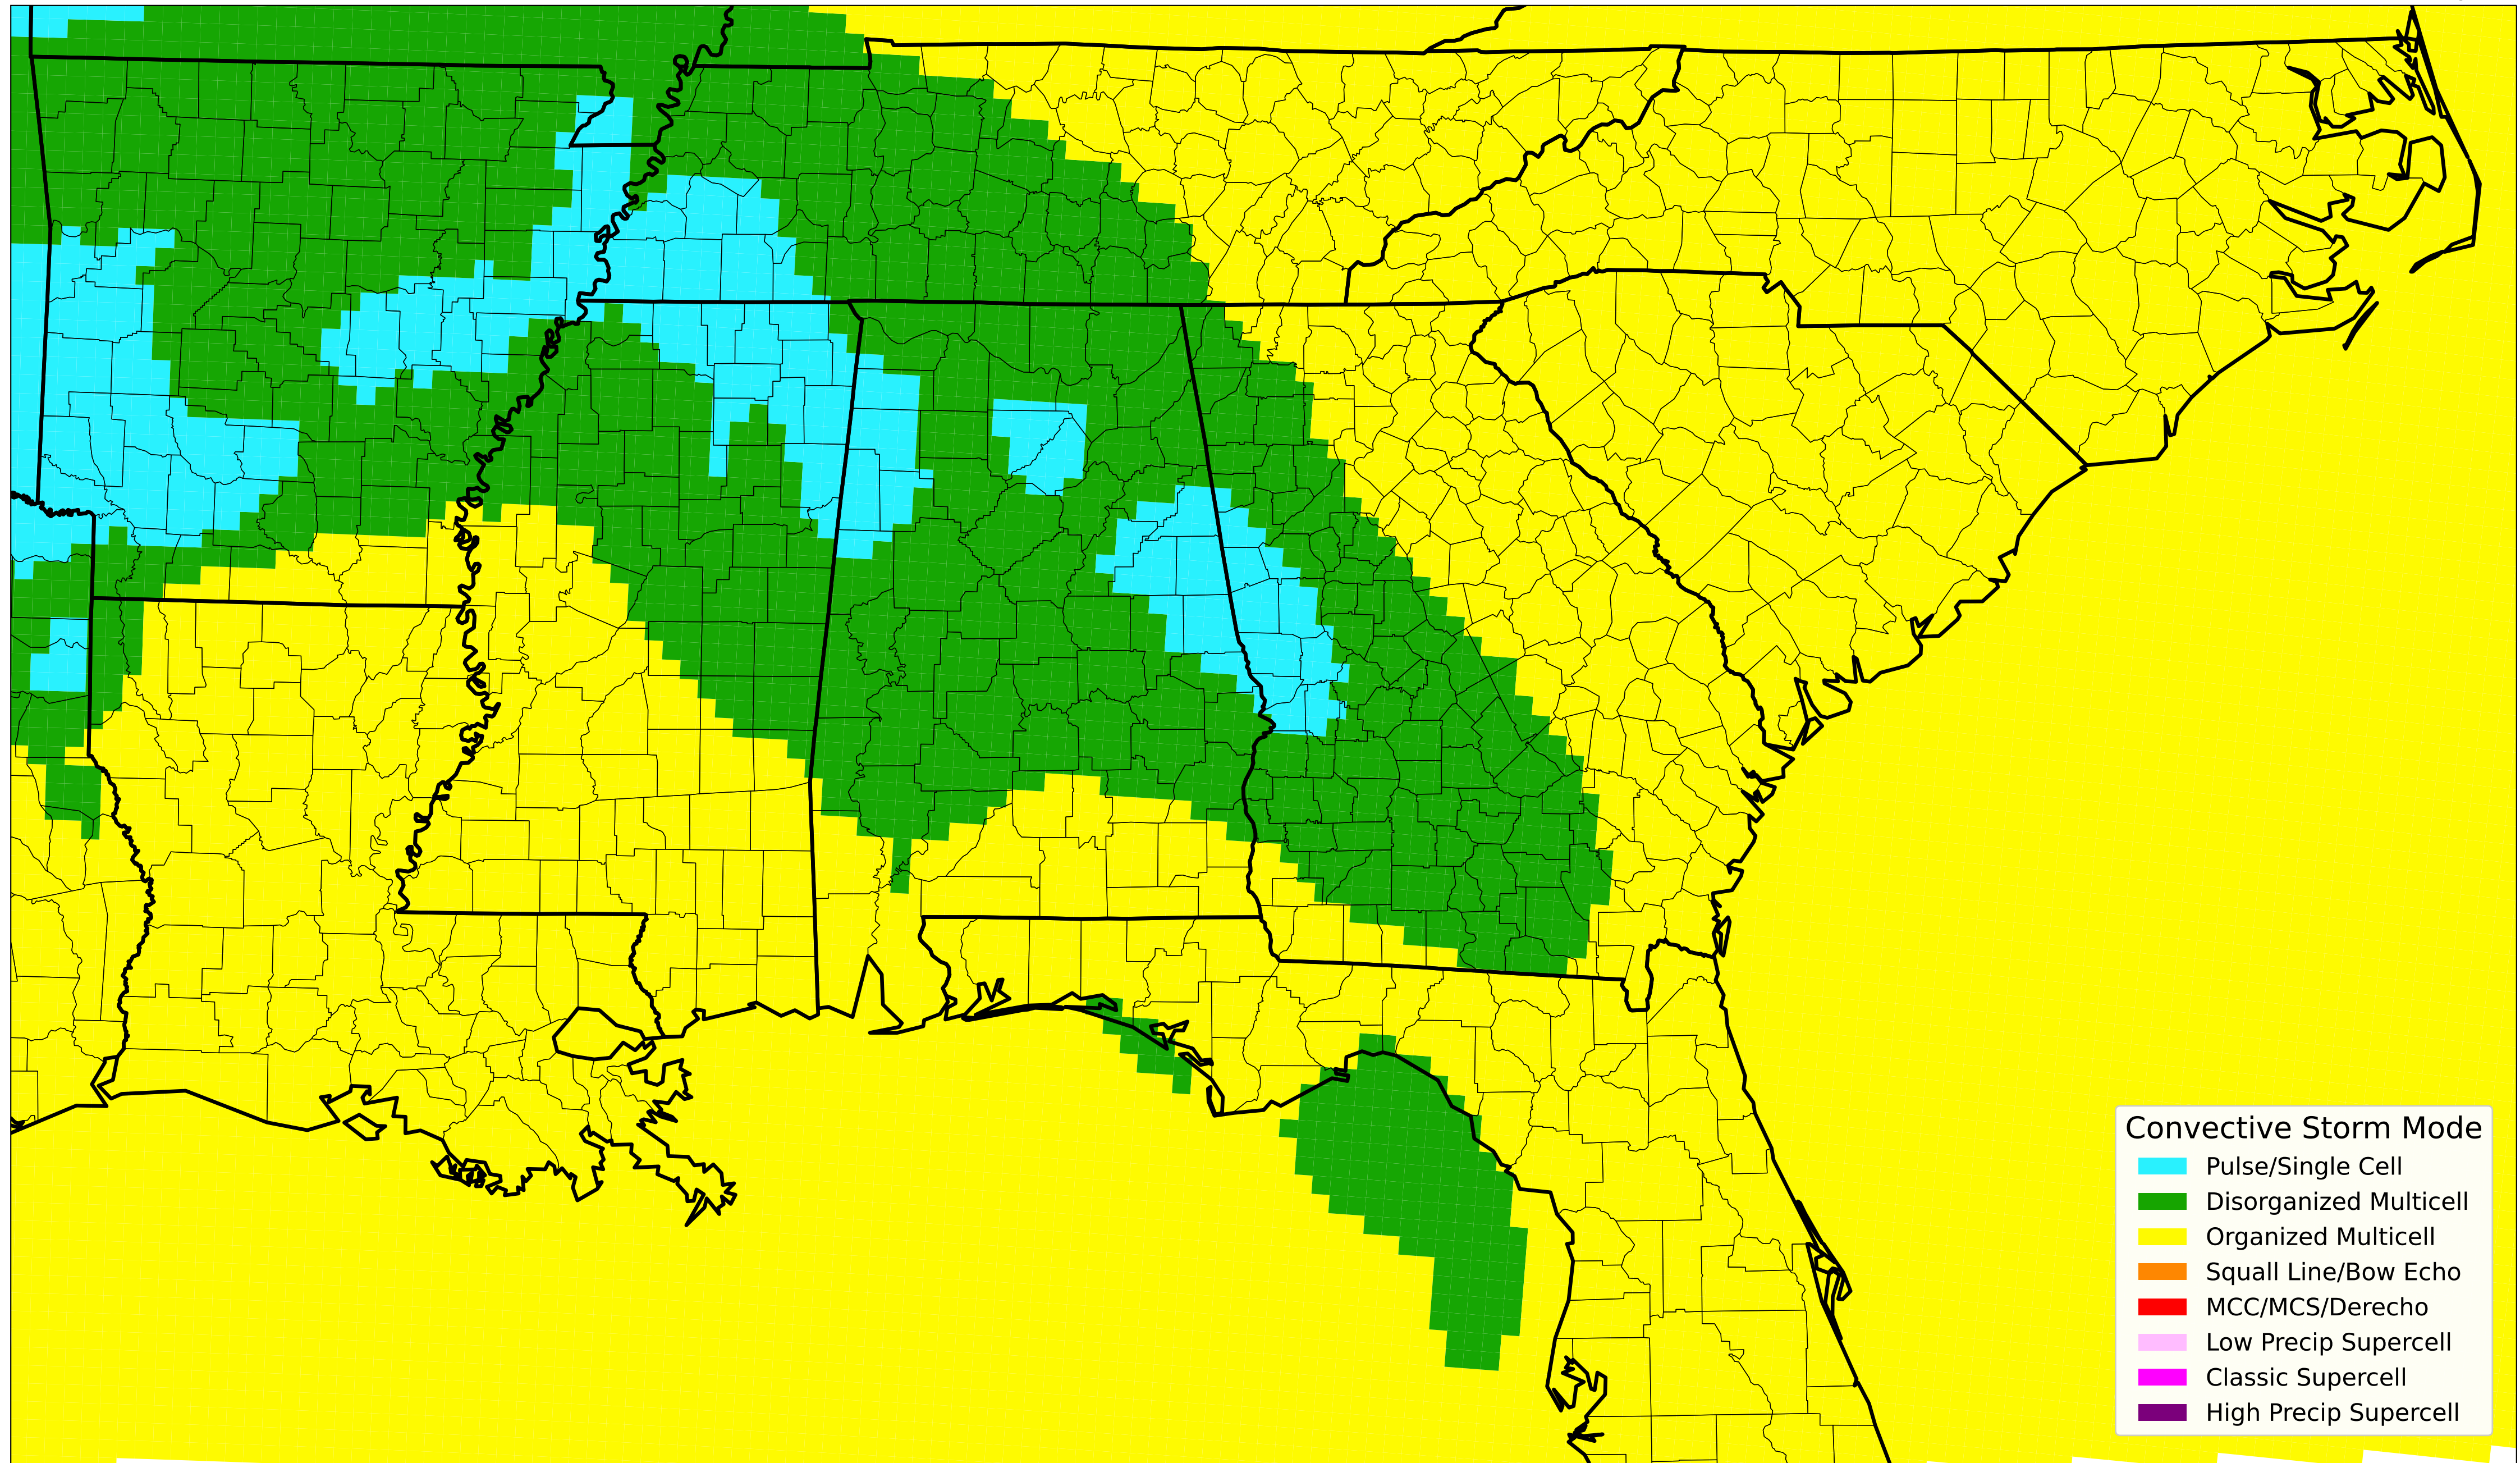 Convective Storm Mode
Pulse/Single Cell
Disorganized Multicell
Organized Multicell
Squall Line/Bow Echo
MCC/MCS/Derecho
Low Precip Supercell
Classic Supercell
High Precip Supercell